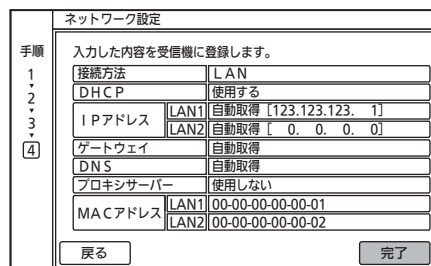 ネットワーク設定
手順
1
2
3
4
入力した内容を受信機に登録します。
接続方法 LAN
DHCP 使用する
IPアドレス LAN1 自動取得 [123.123.123. 1]
LAN2 自動取得 [ 0. 0. 0. 0]
ゲートウェイ 自動取得
DNS 自動取得
プロキシサーバー 使用しない
MACアドレス LAN1 00-00-00-00-00-01
LAN2 00-00-00-00-00-02
戻る 完了